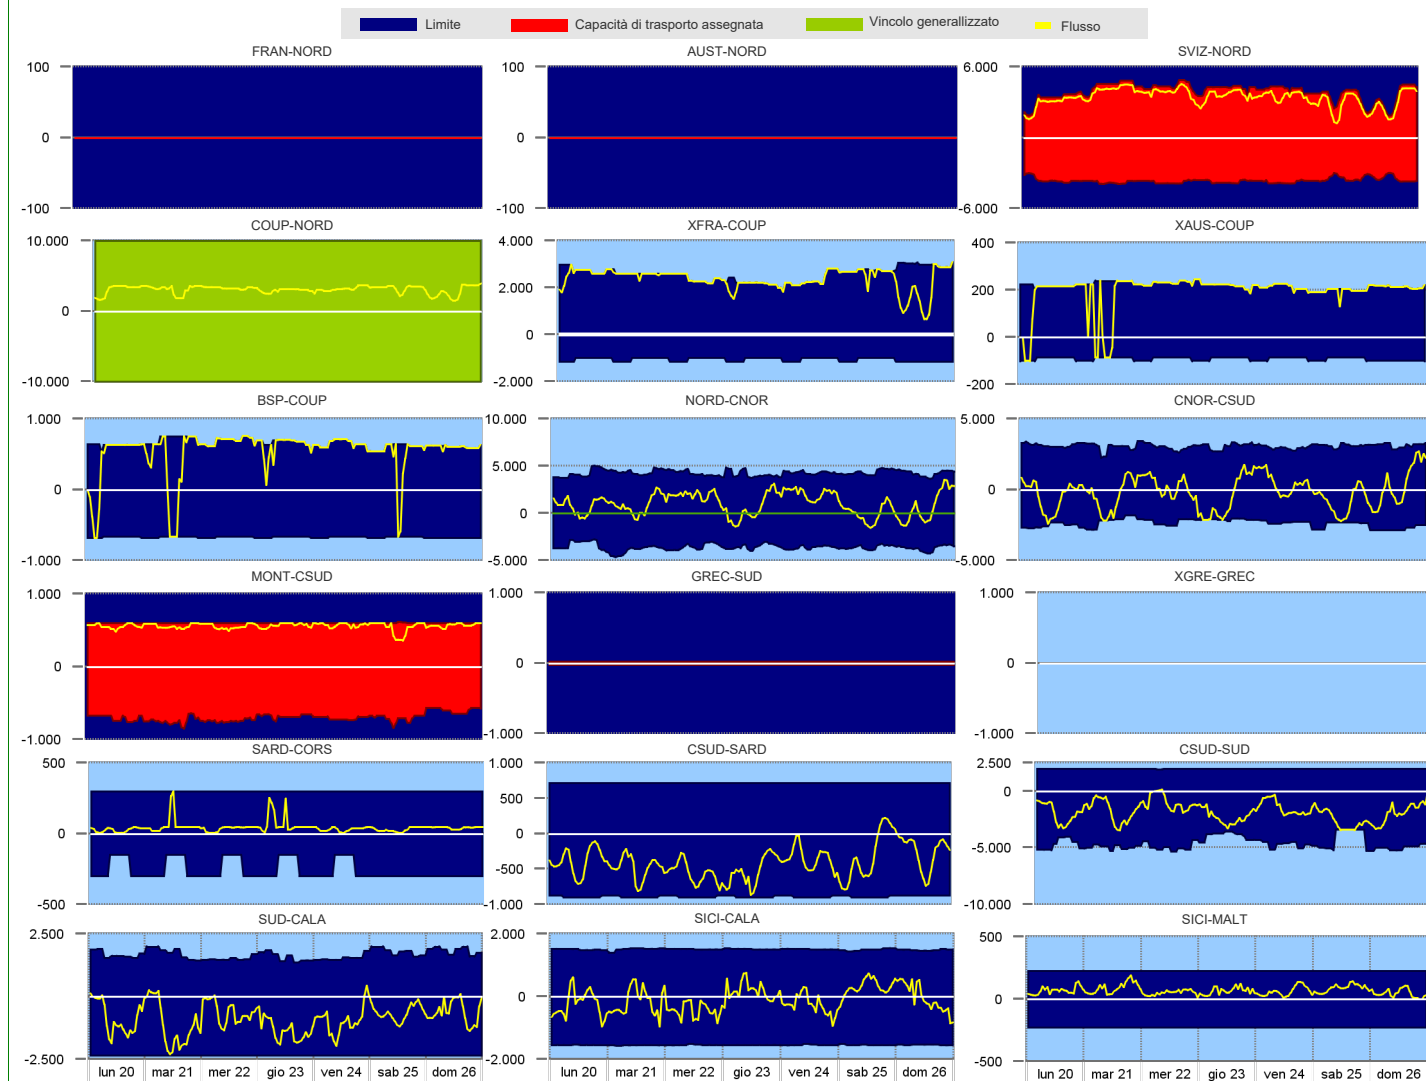 Limite Capacità di trasporto assegnata Vincolo generallizzato Flusso
FRAN-NORD AUST-NORD SVIZ-NORD
100 100 6.000
0 0
-100 -100 -6.000
COUP-NORD XFRA-COUP XAUS-COUP
10.000 4.000 400
2.000 200
0 0 0
-10.000 -2.000 -200
BSP-COUP NORD-CNOR CNOR-CSUD
1.000 10.000 5.000
5.000
0 0 0
-1.000 -5.000 -5.000
MONT-CSUD GREC-SUD XGRE-GREC
1.000 1.000 1.000
0 0 0
-1.000 -1.000 -1.000
SARD-CORS CSUD-SARD CSUD-SUD
500 1.000 2.500
500 0
0 0
-500 -5.000
-500 -1.000 -10.000
SUD-CALA SICI-CALA SICI-MALT
2.500 2.000 500
0 0
-2.500 -2.000 -500
lun 20 mar 21 mer 22 gio 23 ven 24 sab 25 dom 26 lun 20 mar 21 mer 22 gio 23 ven 24 sab 25 dom 26 lun 20 mar 21 mer 22 gio 23 ven 24 sab 25 dom 26